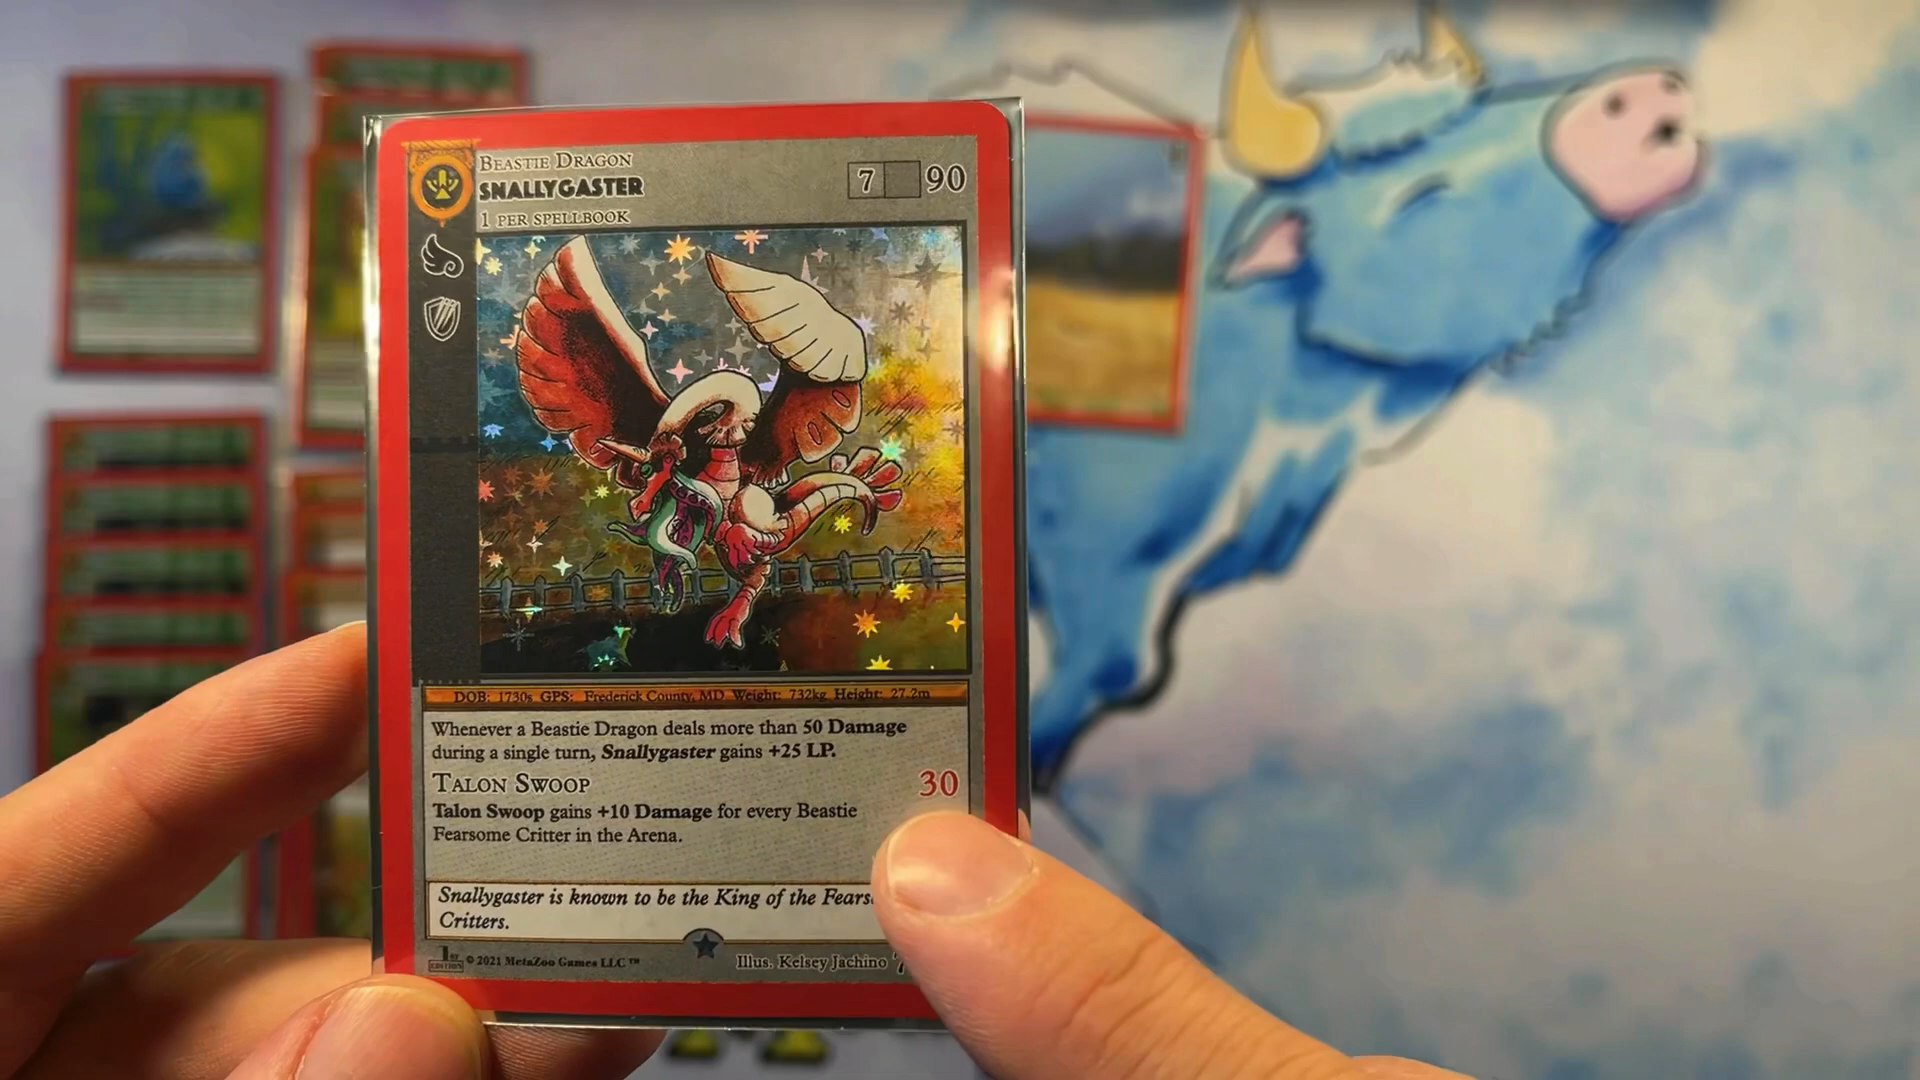 BEASTIE DRAGON
SNALLYGASTER
7 90
1 PER SPELLBOOK
DOB: 1730s GPS: Frederick County, MD Weight: 732kg Height: 27.2m
Whenever a Beastie Dragon deals more than 50 Damage
during a single turn, Snallygaster gains +25 LP.
TALON SWOOP 30
Talon Swoop gains +10 Damage for every Beastie
Fearsome Critter in the Arena.
Snallygaster is known to be the King of the Fears
Critters.
1ST EDITION © 2021 MetaZoo Games LLC ™ Illus. Kelsey Jachino